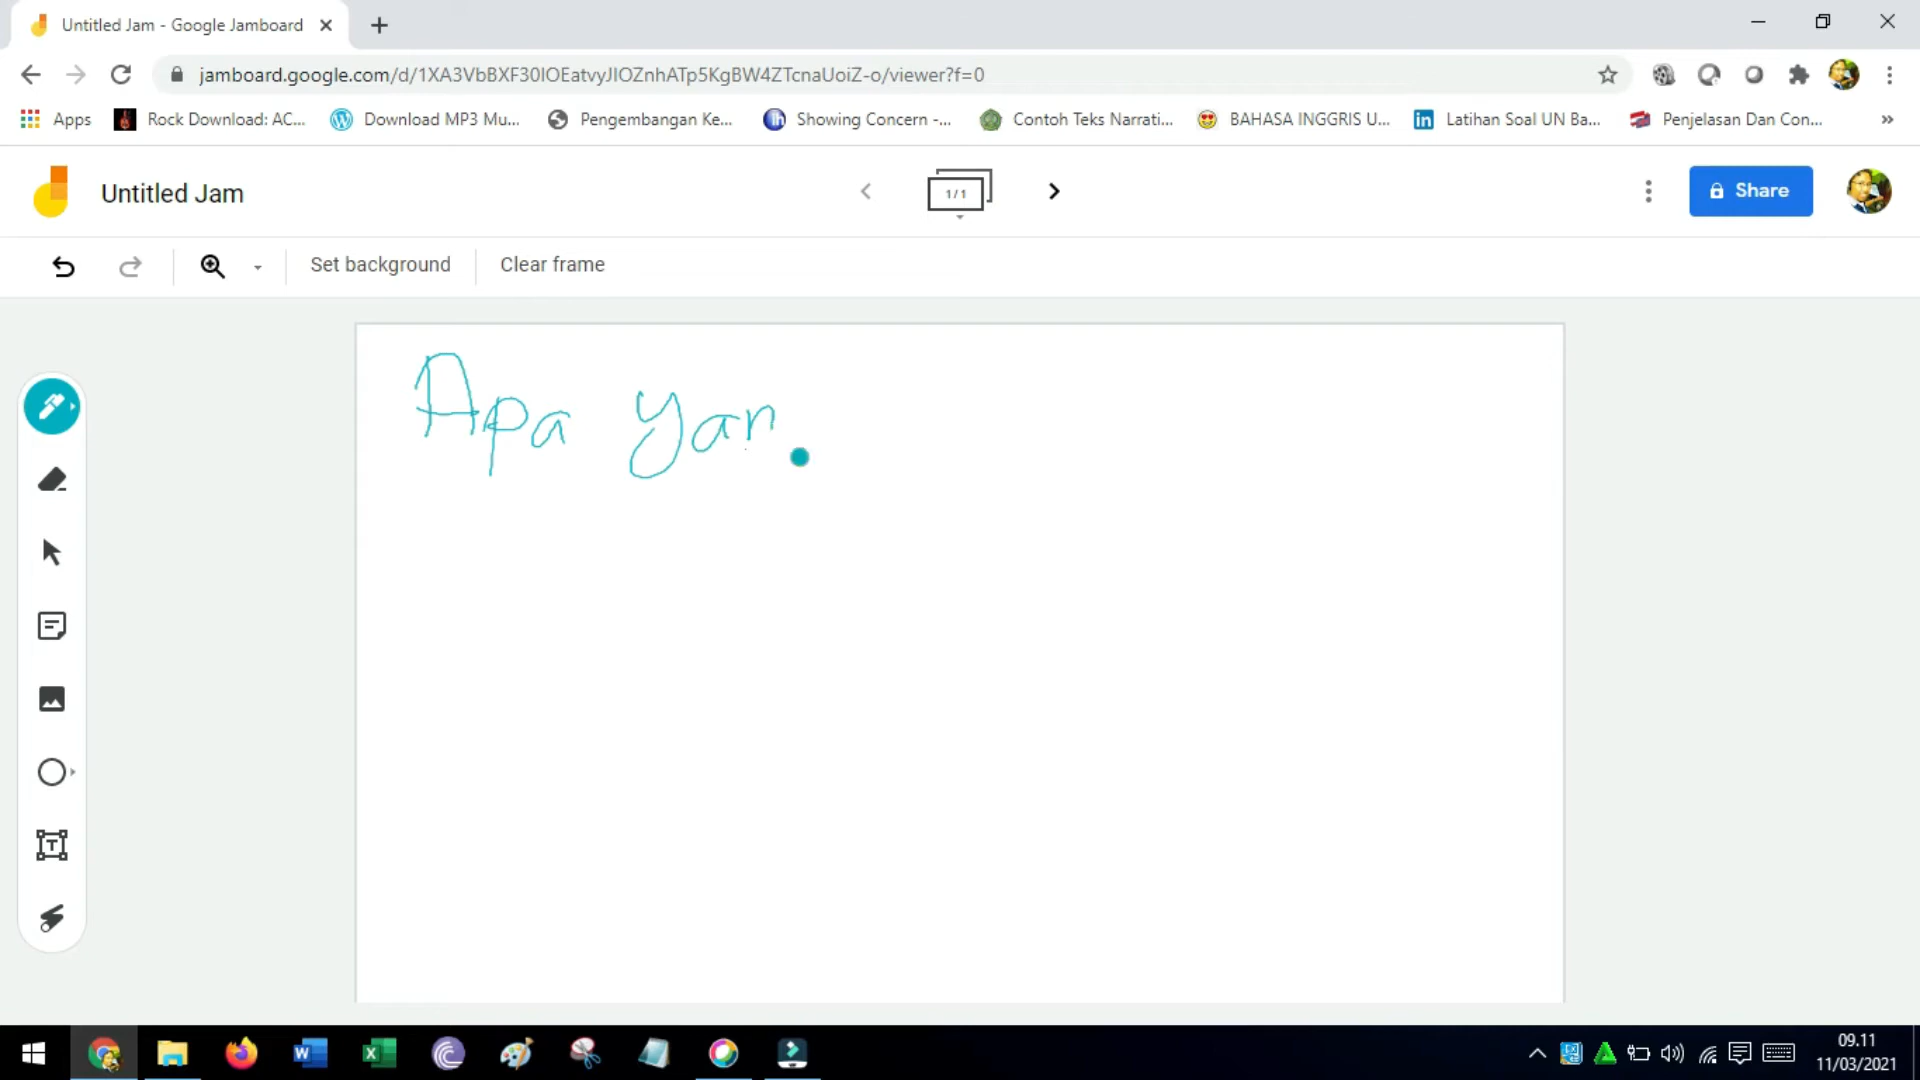 Untitled Jam - Google Jamboard
jamboard.google.com/d/1XA3VbBXF30IOEatvyJIOZnhATp5KgBW4ZTcnaUoiZ-o/viewer?f=0
Apps Rock Download: AC... Download MP3 Mu... Pengembangan Ke... Showing Concern -... Contoh Teks Narrati... BAHASA INGGRIS U... Latihan Soal UN Ba... Penjelasan Dan Con... »
Untitled Jam 1/1 Share
Set background Clear frame
Apa yan
09.11
11/03/2021